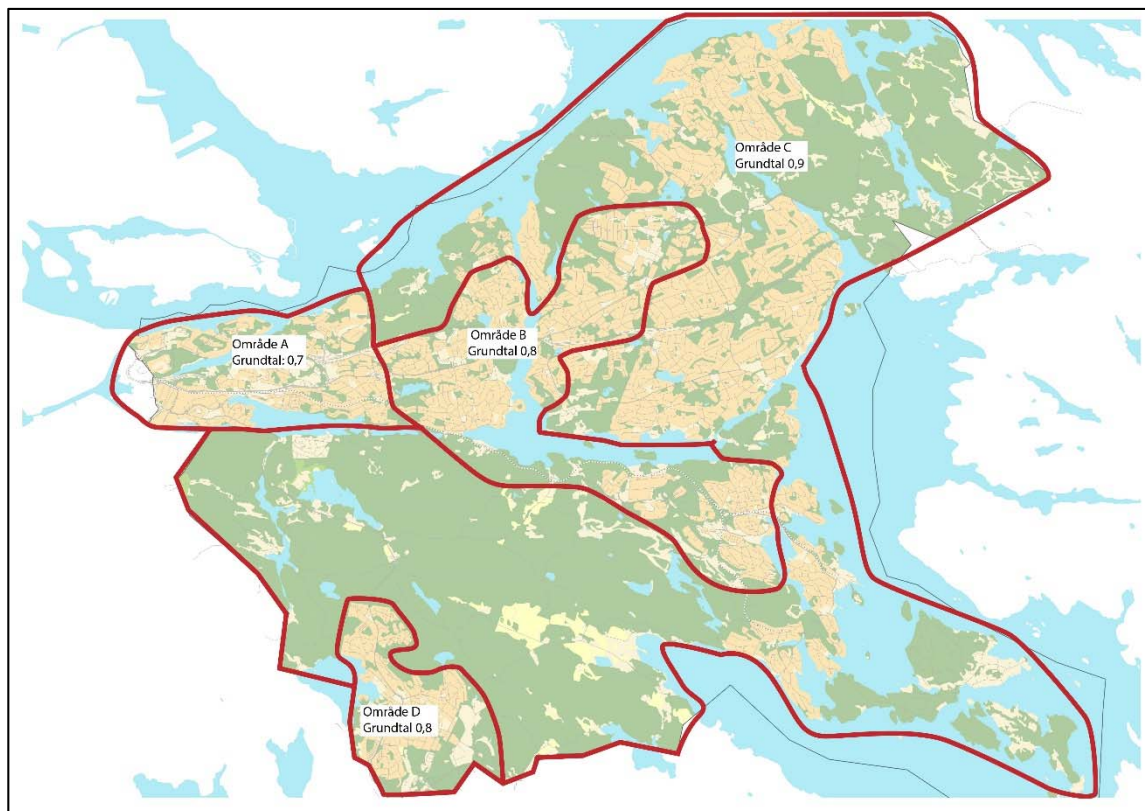 Område C
Grundtal 0,9
Område B
Grundtal 0,8
Område A
Grundtal: 0,7
Område D
Grundtal 0,8